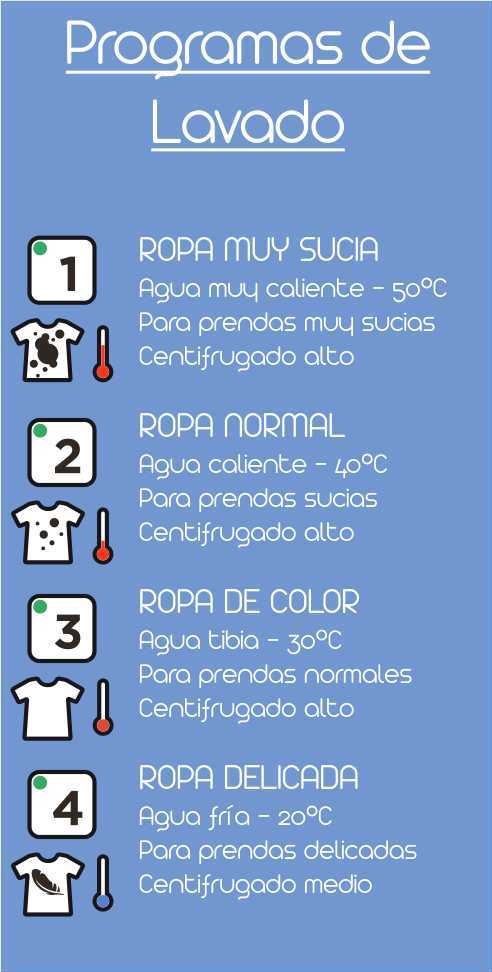 Programas de
Lavado
1
ROPA MUY SUCIA
Agua muy caliente - 50ºC
Para prendas muy sucias
Centifrugado alto
2
ROPA NORMAL
Agua caliente - 40ºC
Para prendas sucias
Centifrugado alto
3
ROPA DE COLOR
Agua tibia - 30ºC
Para prendas normales
Centifrugado alto
4
ROPA DELICADA
Agua fría - 20ºC
Para prendas delicadas
Centifrugado medio